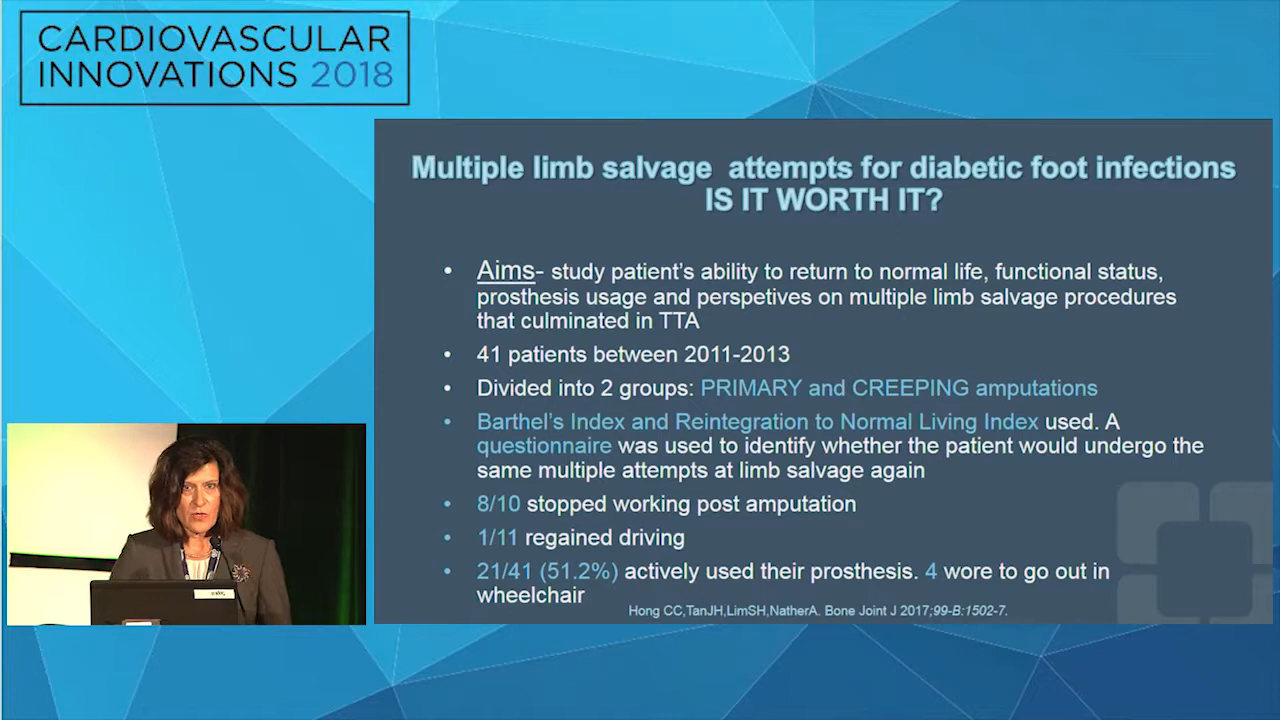 CARDIOVASCULAR
INNOVATIONS 2018
Multiple limb salvage attempts for diabetic foot infections
IS IT WORTH IT?
• Aims- study patient's ability to return to normal life, functional status,
prosthesis usage and perspetives on multiple limb salvage procedures
that culminated in TTA
• 41 patients between 2011-2013
• Divided into 2 groups: PRIMARY and CREEPING amputations
• Barthel's Index and Reintegration to Normal Living Index used. A
questionnaire was used to identify whether the patient would undergo the
same multiple attempts at limb salvage again
• 8/10 stopped working post amputation
• 1/11 regained driving
• 21/41 (51.2%) actively used their prosthesis. 4 wore to go out in
wheelchair
Hong CC,TanJH,LimSH,NatherA. Bone Joint J 2017;99-B:1502-7.